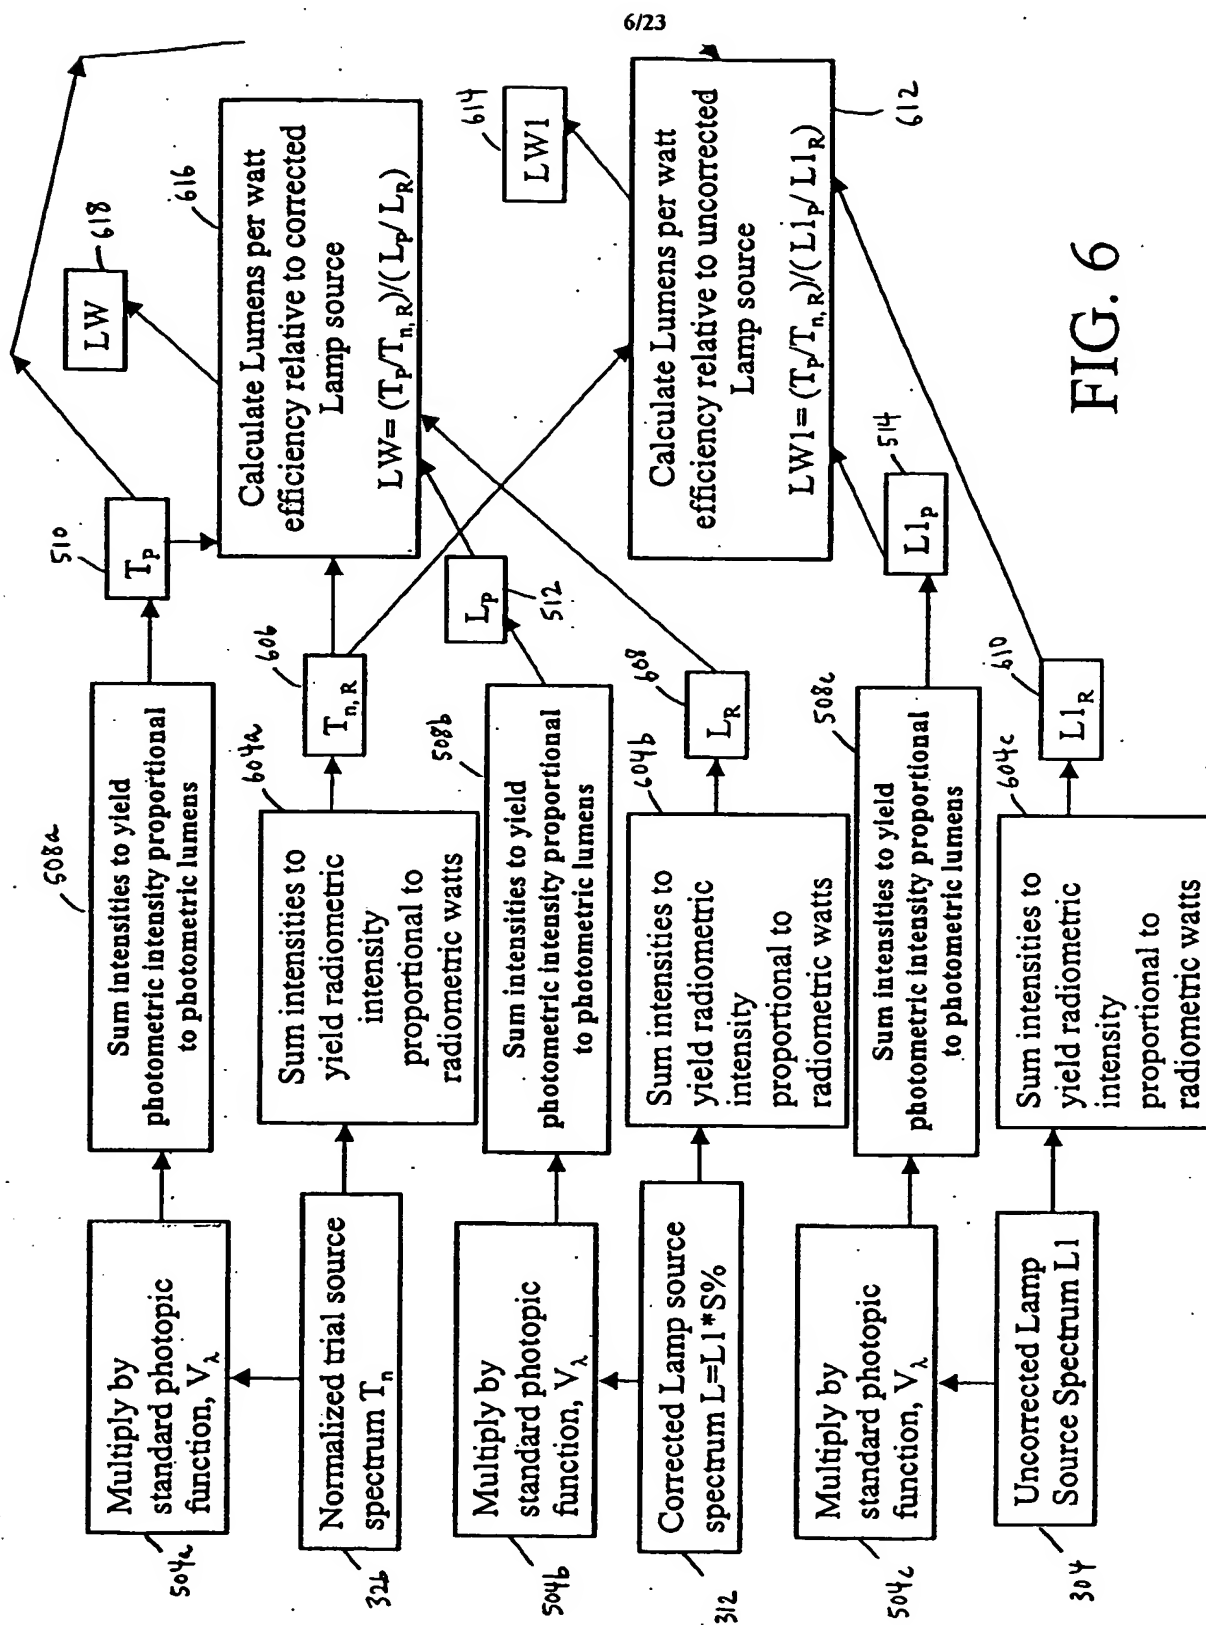 6/23
504a
Multiply by
standard photopic
function, Vλ
508a
Sum intensities to yield
photometric intensity proportional
to photometric lumens
510
Tp
618
LW
326
Normalized trial source
spectrum Tn
604a
Sum intensities to
yield radiometric
intensity
proportional to
radiometric watts
606
Tn, R
616
Calculate Lumens per watt
efficiency relative to corrected
Lamp source
LW= (Tp/Tn, R)/( Lp/ LR)
504b
Multiply by
standard photopic
function, Vλ
508b
Sum intensities to yield
photometric intensity proportional
to photometric lumens
Lp
512
614
LW1
312
Corrected Lamp source
spectrum L=L1*S%
604b
Sum intensities to
yield radiometric
intensity
proportional to
radiometric watts
608
LR
Calculate Lumens per watt
efficiency relative to uncorrected
Lamp source
LW1= (Tp/Tn, R)/(L1p/ L1R)
612
504c
Multiply by
standard photopic
function, Vλ
508c
Sum intensities to yield
photometric intensity proportional
to photometric lumens
L1p
514
304
Uncorrected Lamp
Source Spectrum L1
604c
Sum intensities to
yield radiometric
intensity
proportional to
radiometric watts
610
L1R
FIG. 6